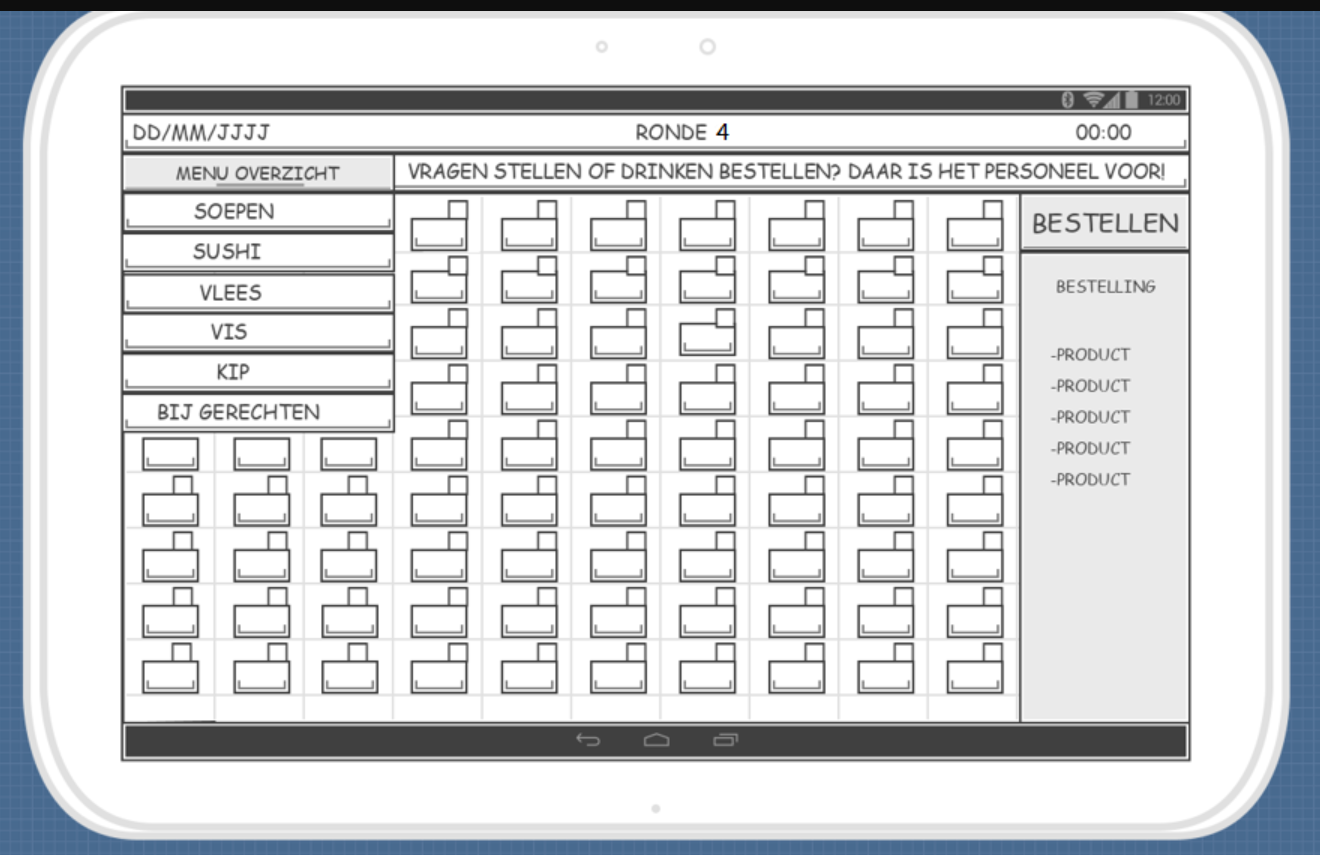 12:00
DD/MM/JJJJ RONDE 4 00:00
MENU OVERZICHT
VRAGEN STELLEN OF DRINKEN BESTELLEN? DAAR IS HET PERSONEEL VOOR!
SOEPEN
SUSHI
VLEES
VIS
KIP
BIJ GERECHTEN
BESTELLEN
BESTELLING
-PRODUCT
-PRODUCT
-PRODUCT
-PRODUCT
-PRODUCT